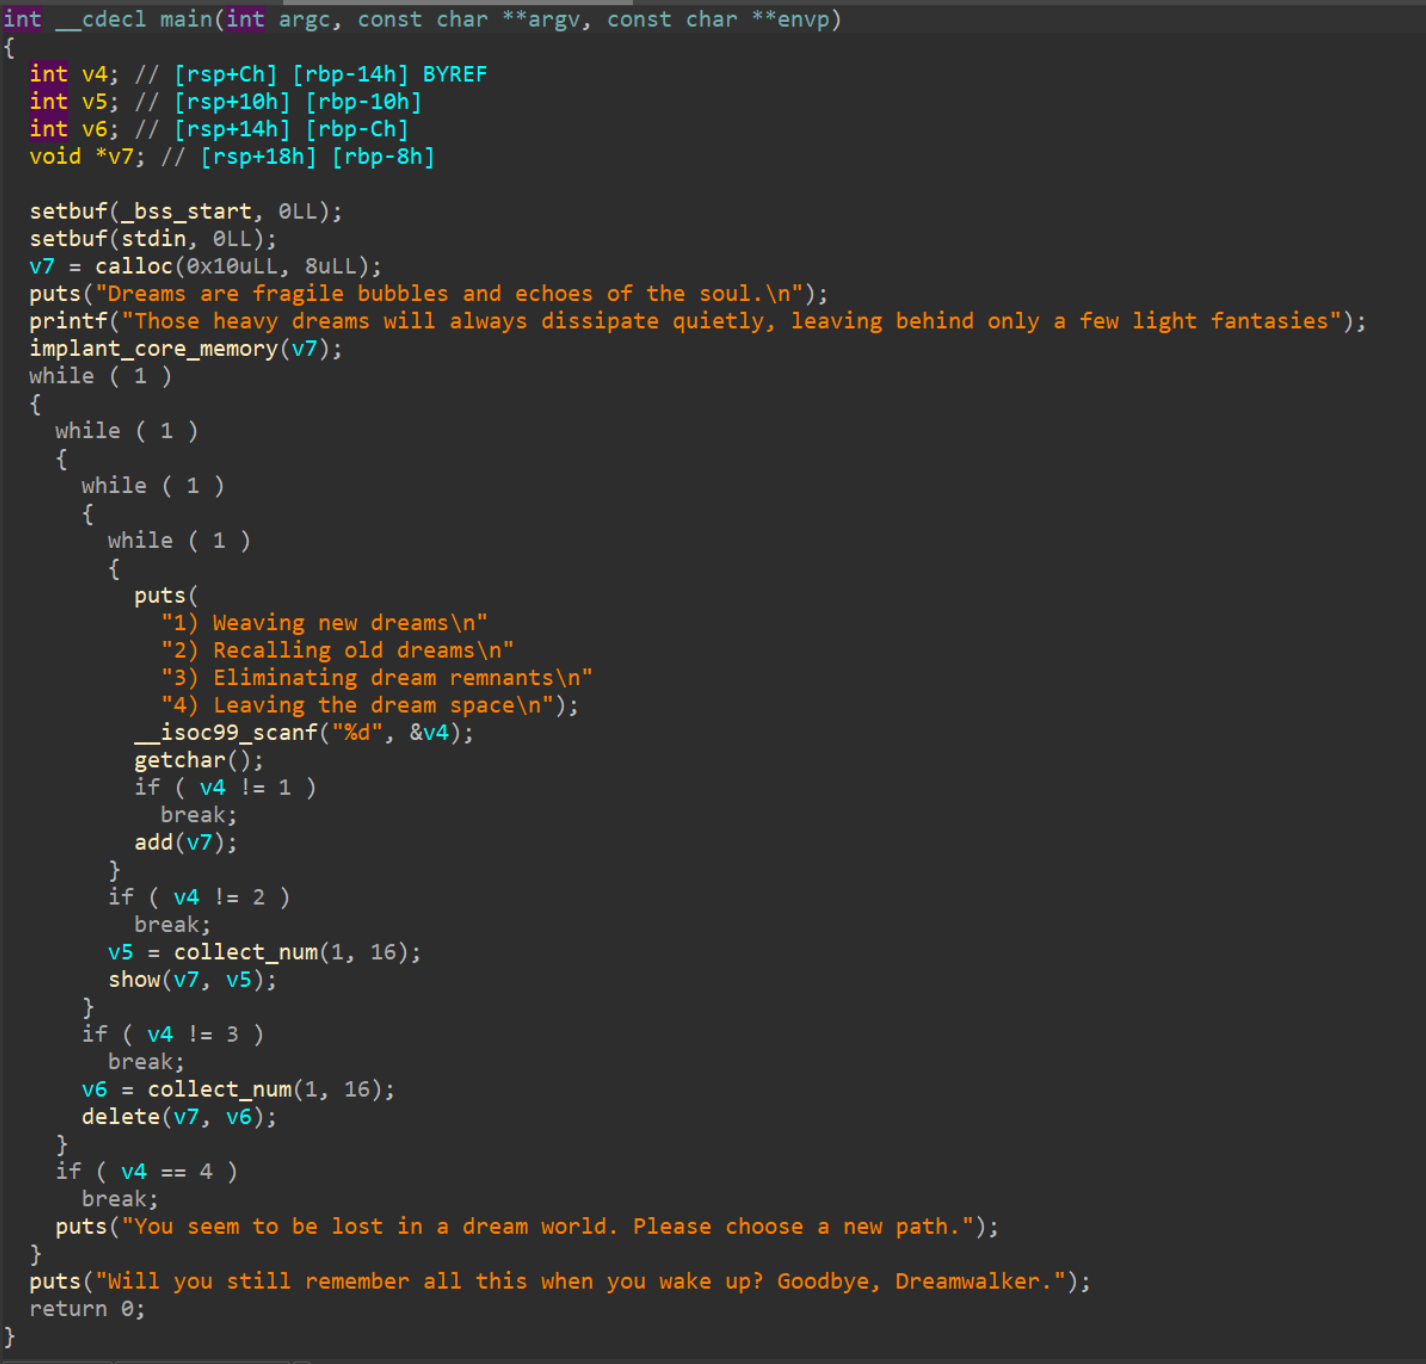 int __cdecl main(int argc, const char **argv, const char **envp)
{
  int v4; // [rsp+Ch] [rbp-14h] BYREF
  int v5; // [rsp+10h] [rbp-10h]
  int v6; // [rsp+14h] [rbp-Ch]
  void *v7; // [rsp+18h] [rbp-8h]

  setbuf(_bss_start, 0LL);
  setbuf(stdin, 0LL);
  v7 = calloc(0x10uLL, 8uLL);
  puts("Dreams are fragile bubbles and echoes of the soul.\n");
  printf("Those heavy dreams will always dissipate quietly, leaving behind only a few light fantasies");
  implant_core_memory(v7);
  while ( 1 )
  {
    while ( 1 )
    {
      while ( 1 )
      {
        while ( 1 )
        {
          puts(
            "1) Weaving new dreams\n"
            "2) Recalling old dreams\n"
            "3) Eliminating dream remnants\n"
            "4) Leaving the dream space\n");
          __isoc99_scanf("%d", &v4);
          getchar();
          if ( v4 != 1 )
            break;
          add(v7);
        }
        if ( v4 != 2 )
          break;
        v5 = collect_num(1, 16);
        show(v7, v5);
      }
      if ( v4 != 3 )
        break;
      v6 = collect_num(1, 16);
      delete(v7, v6);
    }
    if ( v4 == 4 )
      break;
    puts("You seem to be lost in a dream world. Please choose a new path.");
  }
  puts("Will you still remember all this when you wake up? Goodbye, Dreamwalker.");
  return 0;
}